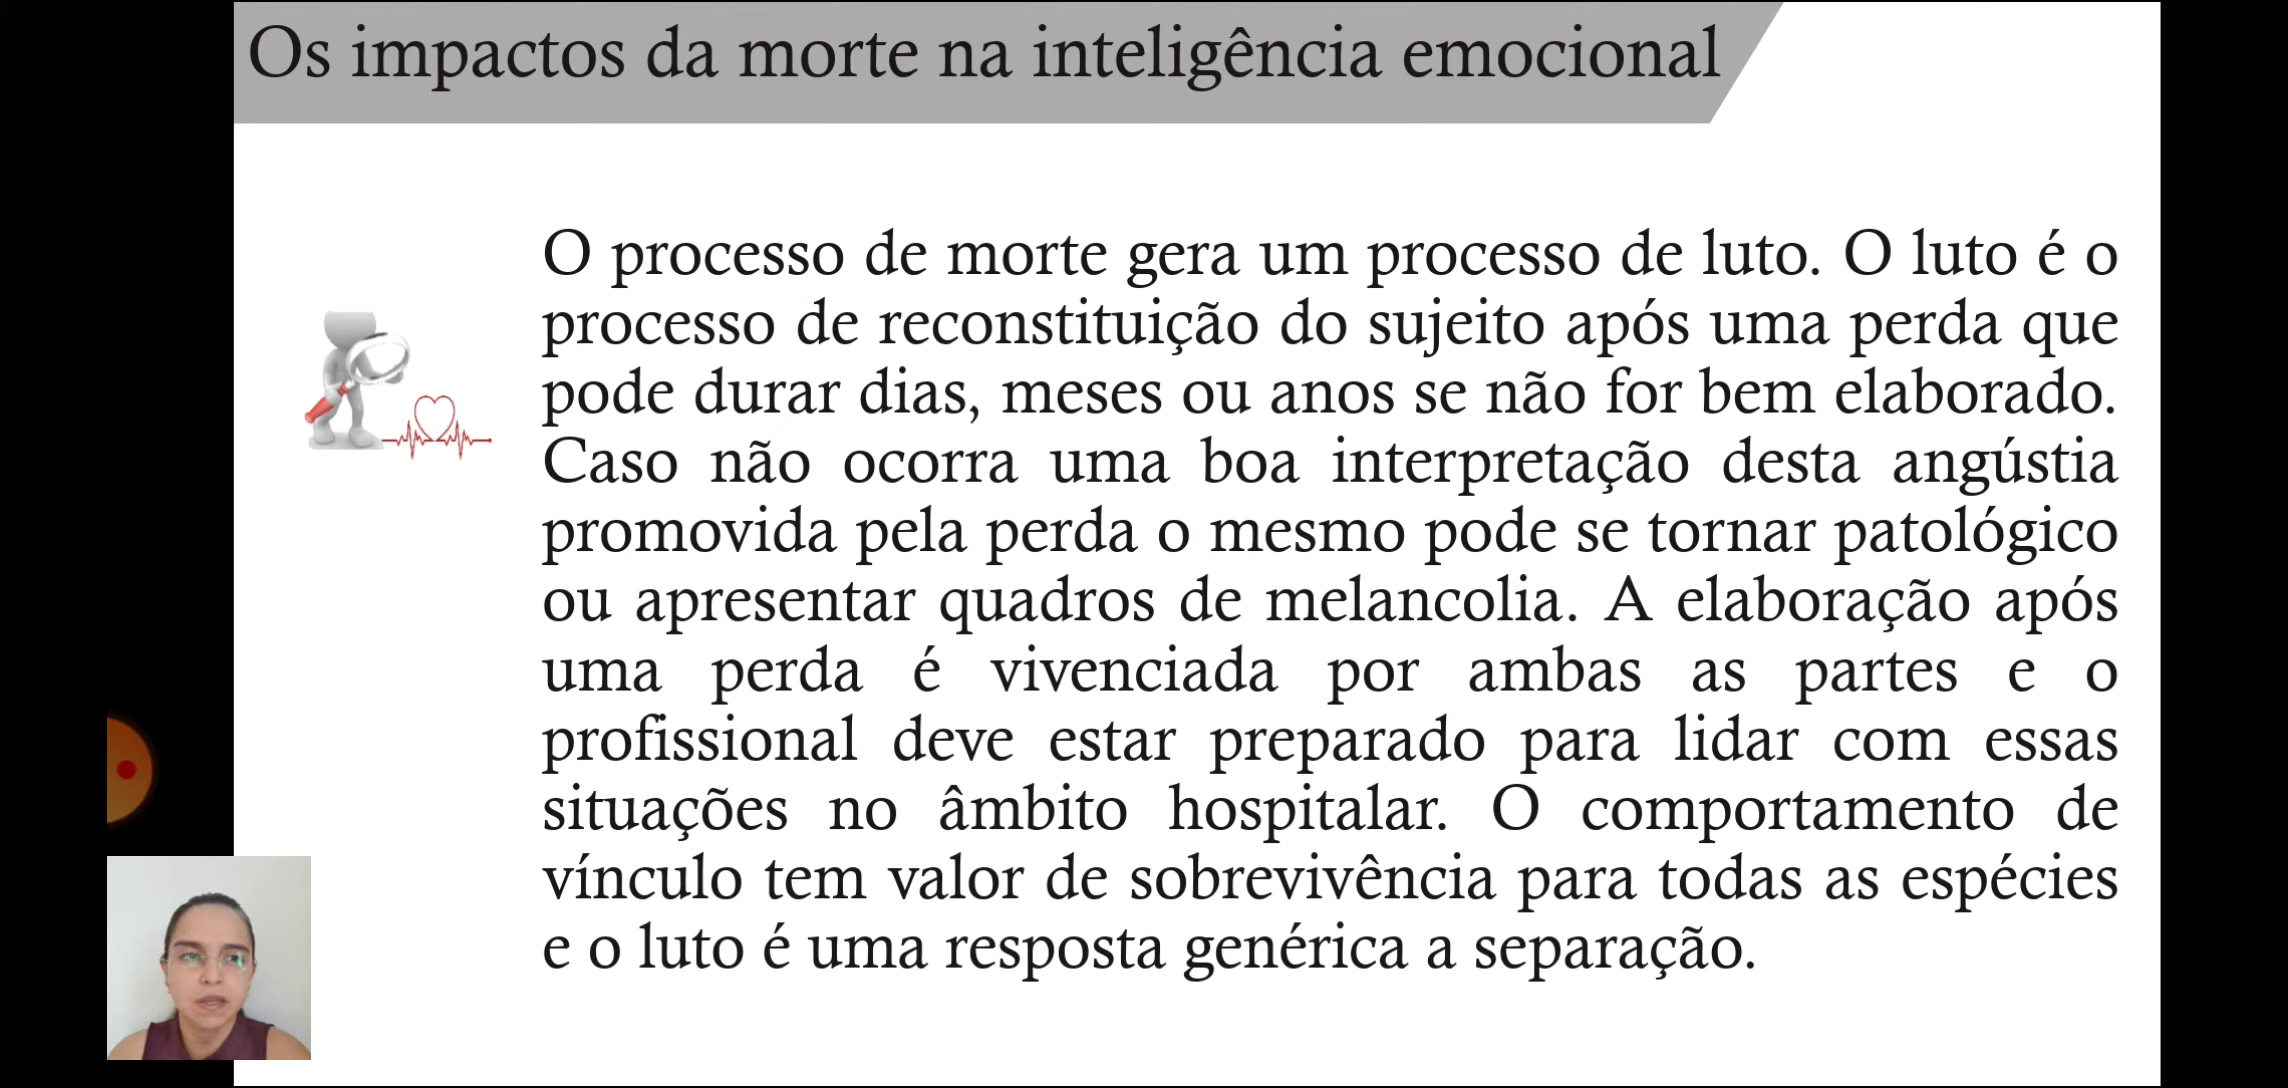 Os impactos da morte na inteligência emocional
O processo de morte gera um processo de luto. O luto é o
processo de reconstituição do sujeito após uma perda que
pode durar dias, meses ou anos se não for bem elaborado.
Caso não ocorra uma boa interpretação desta angústia
promovida pela perda o mesmo pode se tornar patológico
ou apresentar quadros de melancolia. A elaboração após
uma perda é vivenciada por ambas as partes e o
profissional deve estar preparado para lidar com essas
situações no âmbito hospitalar. O comportamento de
vínculo tem valor de sobrevivência para todas as espécies
e o luto é uma resposta genérica a separação.